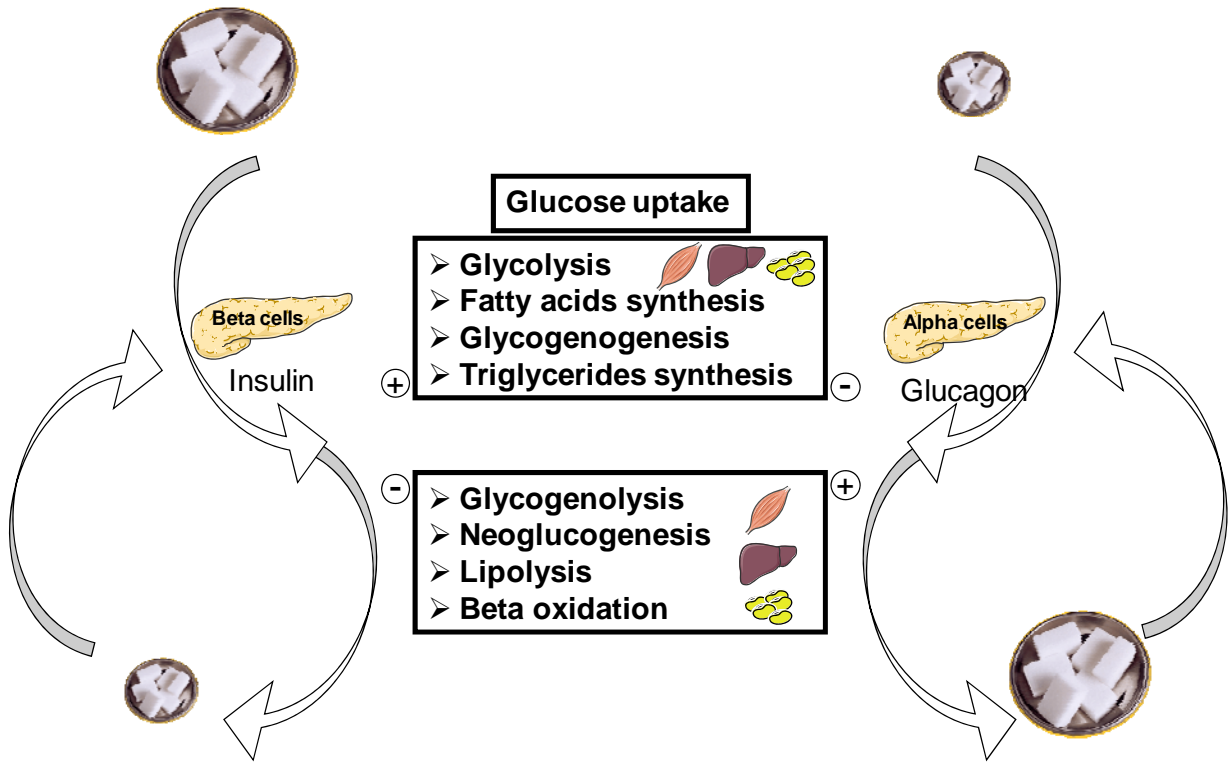 Glucose uptake
➢ Glycolysis
➢ Fatty acids synthesis
➢ Glycogenogenesis
➢ Triglycerides synthesis
Beta cells
Insulin
+
-
Alpha cells
Glucagon
-
+
➢ Glycogenolysis
➢ Neoglucogenesis
➢ Lipolysis
➢ Beta oxidation